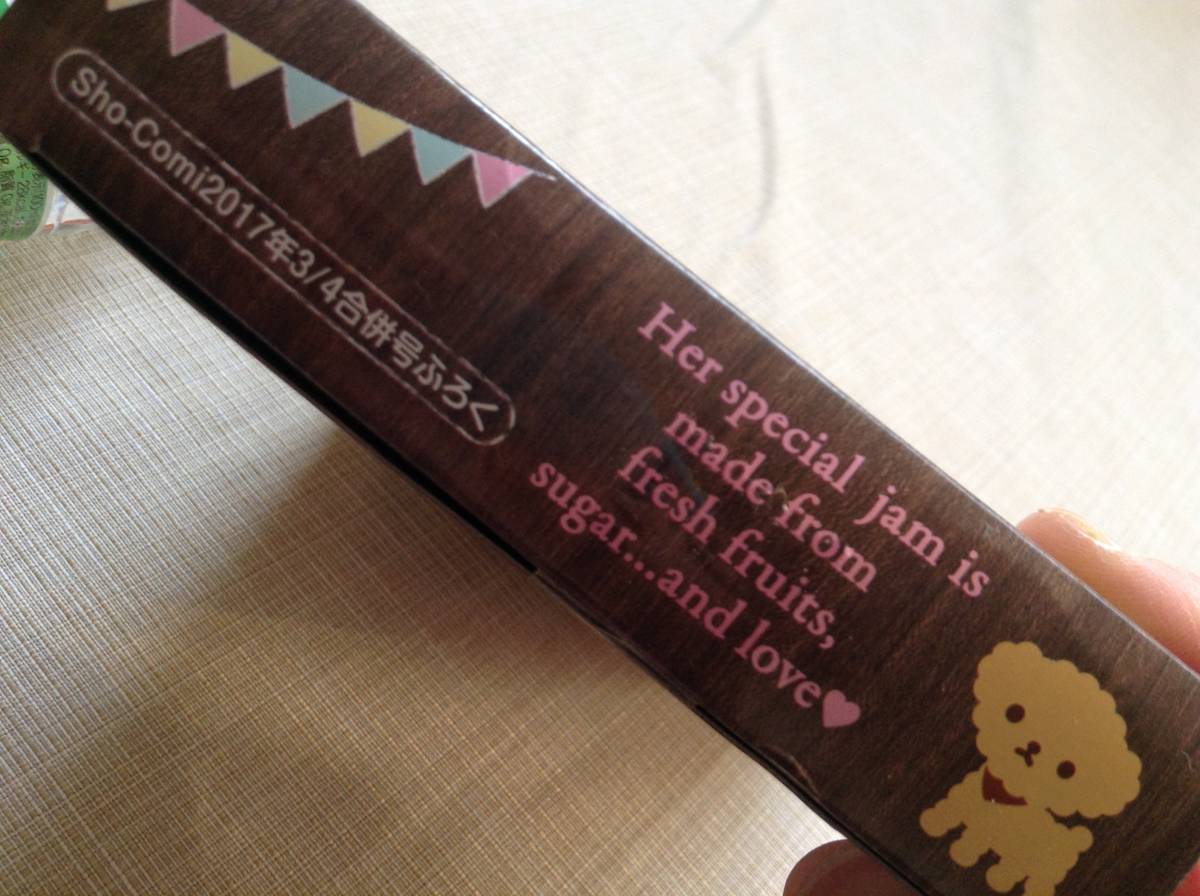 Sho-Comi2017年3/4合併号ふろく
Her special jam is
made from
fresh fruits,
sugar...and love♥